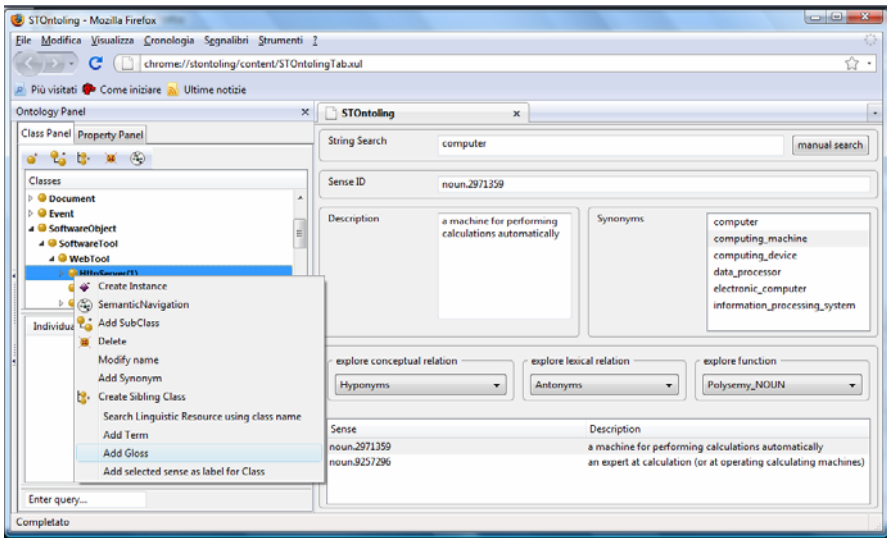 STOntoling - Mozilla Firefox
File Modifica Visualizza Cronologia Segnalibri Strumenti ?
chrome://stontoling/content/STOntolingTab.xul
Più visitati Come iniziare Ultime notizie
Ontology Panel
Class Panel Property Panel
Classes
Document
Event
SoftwareObject
SoftwareTool
WebTool
HttpServer(1)
Create Instance
SemanticNavigation
Add SubClass
Delete
Modify name
Add Synonym
Create Sibling Class
Search Linguistic Resource using class name
Add Term
Add Gloss
Add selected sense as label for Class
Enter query...
STOntoling
String Search computer manual search
Sense ID noun.2971359
Description a machine for performing
calculations automatically
Synonyms computer
computing_machine
computing_device
data_processor
electronic_computer
information_processing_system
explore conceptual relation explore lexical relation explore function
Hyponyms Antonyms Polysemy_NOUN
Sense Description
noun.2971359 a machine for performing calculations automatically
noun.9257296 an expert at calculation (or at operating calculating machines)
Completato